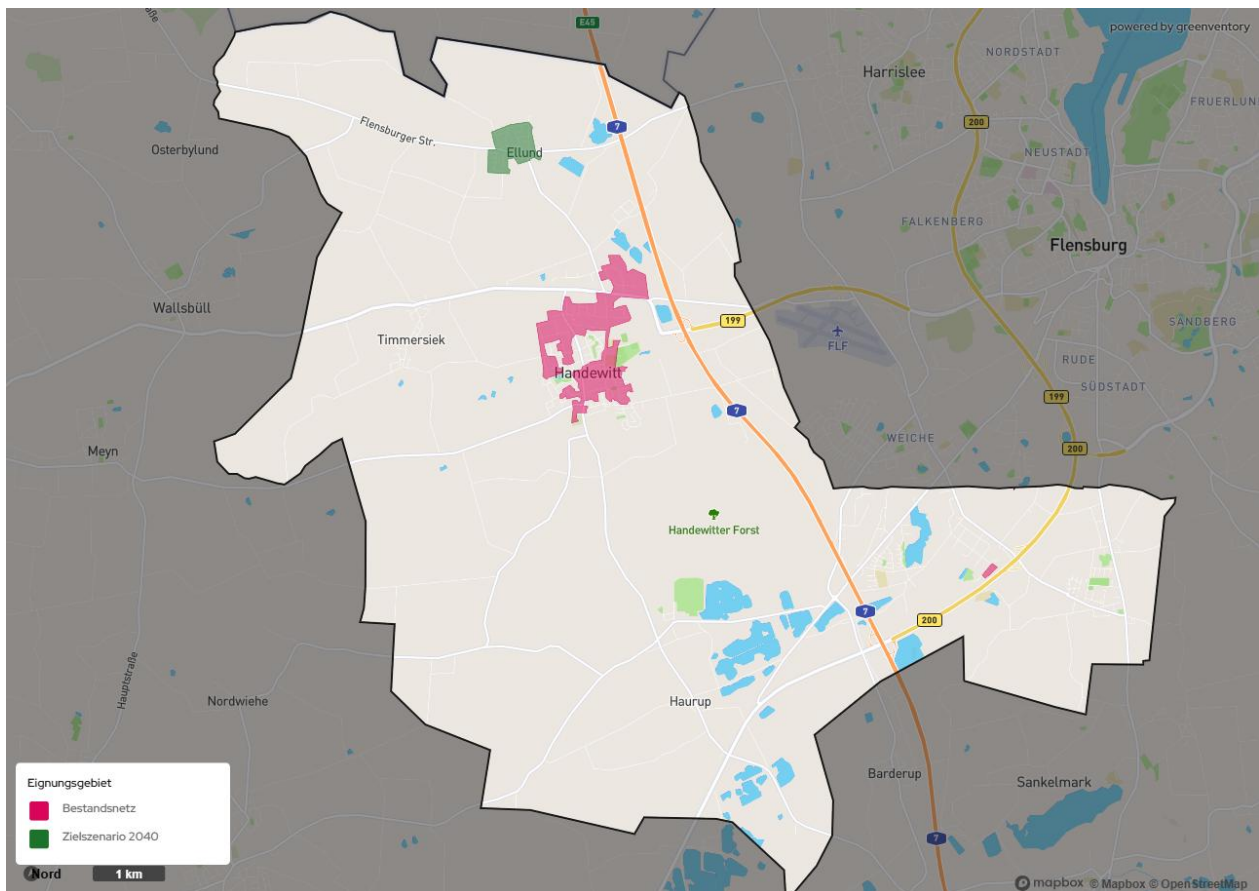 E45
powered by greenventory
NORDSTADT
Harrislee
FRUERLUN
7
200
Flensburger Str.
Osterbylund
Ellund
NEUSTADT
FALKENBERG
Flensburg
Wallsbüll
199
SANDBERG
Timmersiek
FLF
RUDE
Handewitt
SÜDSTADT
199
7
WEICHE
Meyn
200
Handewitter Forst
7
200
Hauptstraße
Nordwiehe
Haurup
Barderup
Sankelmark
Eignungsgebiet
Bestandsnetz
Zielszenario 2040
7
Nord
1 km
mapbox © Mapbox © OpenStreetMap